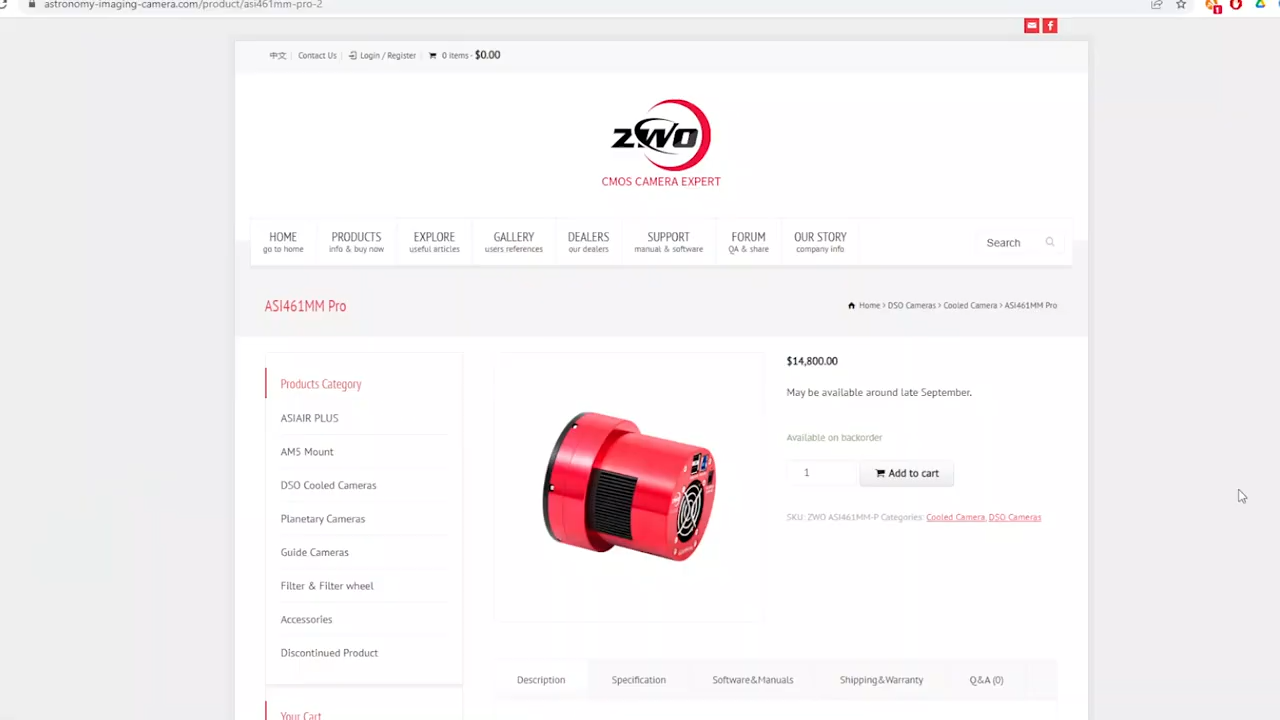 astronomy-imaging-camera.com/product/asi461mm-pro-2
中文 Contact Us Login / Register 0 items - $0.00
ZWO
CMOS CAMERA EXPERT
HOME PRODUCTS EXPLORE GALLERY DEALERS SUPPORT FORUM OUR STORY Search
go to home info & buy now useful articles users references our dealers manual & software QA & share company info
ASI461MM Pro
Home > DSO Cameras > Cooled Camera > ASI461MM Pro
Products Category
ASIAIR PLUS
AM5 Mount
DSO Cooled Cameras
Planetary Cameras
Guide Cameras
Filter & Filter wheel
Accessories
Discontinued Product
Your Cart
$14,800.00
May be available around late September.
Available on backorder
1 Add to cart
SKU: ZWO ASI461MM-P Categories: Cooled Camera, DSO Cameras
Description Specification Software&Manuals Shipping&Warranty Q&A (0)